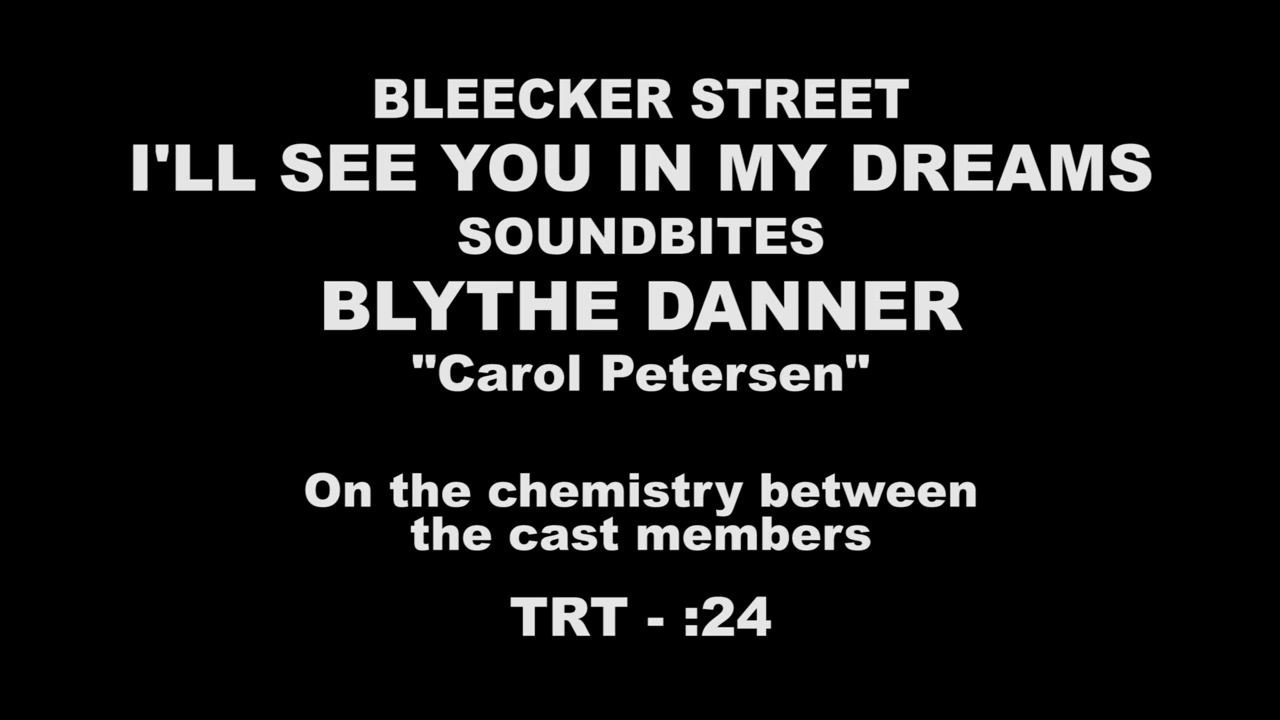 BLEECKER STREET
I'LL SEE YOU IN MY DREAMS
SOUNDBITES
BLYTHE DANNER
"Carol Petersen"
On the chemistry between
the cast members
TRT - :24